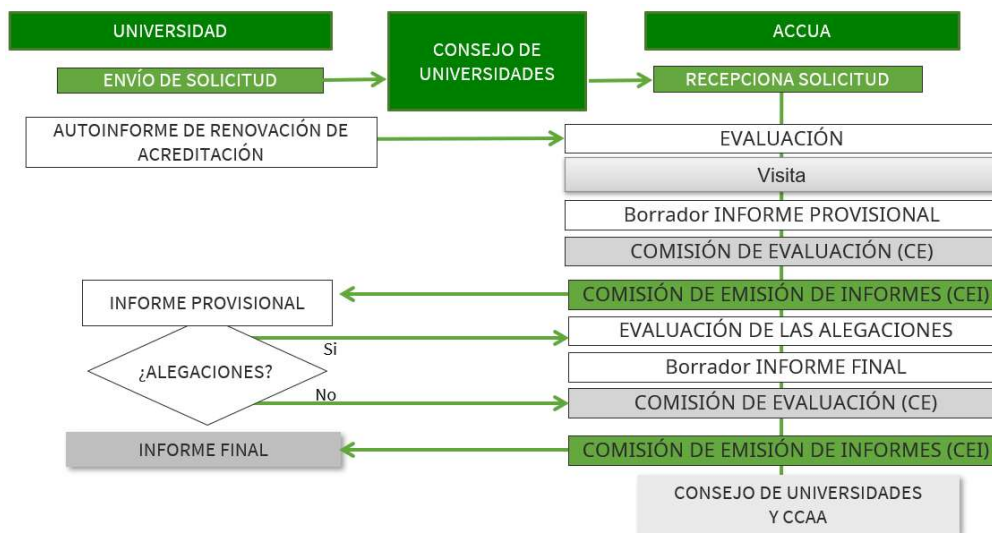 UNIVERSIDAD
CONSEJO DE
UNIVERSIDADES
ACCUA
ENVÍO DE SOLICITUD
RECEPCIONA SOLICITUD
AUTOINFORME DE RENOVACIÓN DE
ACREDITACIÓN
EVALUACIÓN
Visita
Borrador INFORME PROVISIONAL
COMISIÓN DE EVALUACIÓN (CE)
INFORME PROVISIONAL
COMISIÓN DE EMISIÓN DE INFORMES (CEI)
¿ALEGACIONES?
Si
No
EVALUACIÓN DE LAS ALEGACIONES
Borrador INFORME FINAL
COMISIÓN DE EVALUACIÓN (CE)
INFORME FINAL
COMISIÓN DE EMISIÓN DE INFORMES (CEI)
CONSEJO DE UNIVERSIDADES
Y CCAA